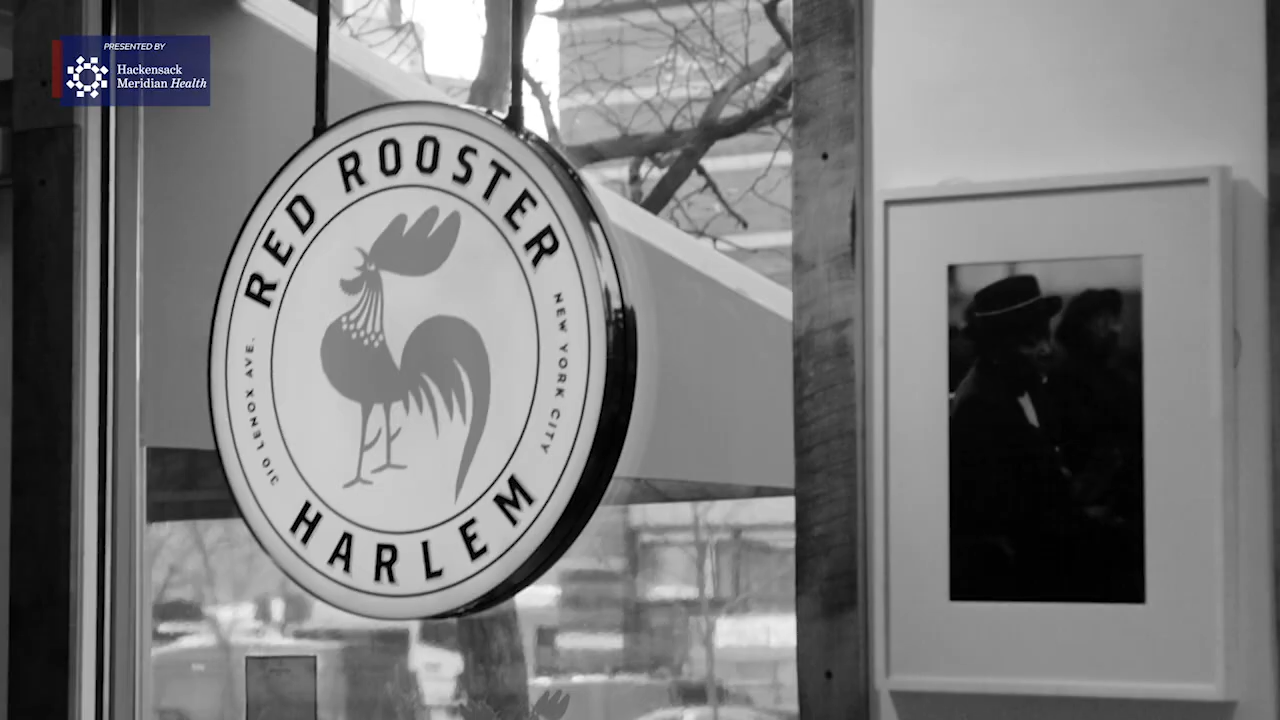 PRESENTED BY
Hackensack
Meridian Health
RED ROOSTER
310 LENOX AVE.
NEW YORK CITY
HARLEM